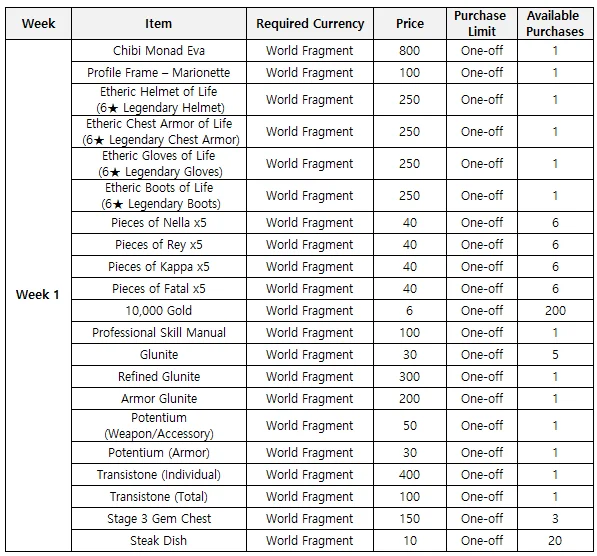 Week Item Required Currency Price Purchase Limit Available Purchases
Week 1
Chibi Monad Eva World Fragment 800 One-off 1
Profile Frame – Marionette World Fragment 100 One-off 1
Etheric Helmet of Life
(6★ Legendary Helmet) World Fragment 250 One-off 1
Etheric Chest Armor of Life
(6★ Legendary Chest Armor) World Fragment 250 One-off 1
Etheric Gloves of Life
(6★ Legendary Gloves) World Fragment 250 One-off 1
Etheric Boots of Life
(6★ Legendary Boots) World Fragment 250 One-off 1
Pieces of Nella x5 World Fragment 40 One-off 6
Pieces of Rey x5 World Fragment 40 One-off 6
Pieces of Kappa x5 World Fragment 40 One-off 6
Pieces of Fatal x5 World Fragment 40 One-off 6
10,000 Gold World Fragment 6 One-off 200
Professional Skill Manual World Fragment 100 One-off 1
Glunite World Fragment 30 One-off 5
Refined Glunite World Fragment 300 One-off 1
Armor Glunite World Fragment 200 One-off 1
Potentium
(Weapon/Accessory) World Fragment 50 One-off 1
Potentium (Armor) World Fragment 30 One-off 1
Transistone (Individual) World Fragment 400 One-off 1
Transistone (Total) World Fragment 100 One-off 1
Stage 3 Gem Chest World Fragment 150 One-off 3
Steak Dish World Fragment 10 One-off 20